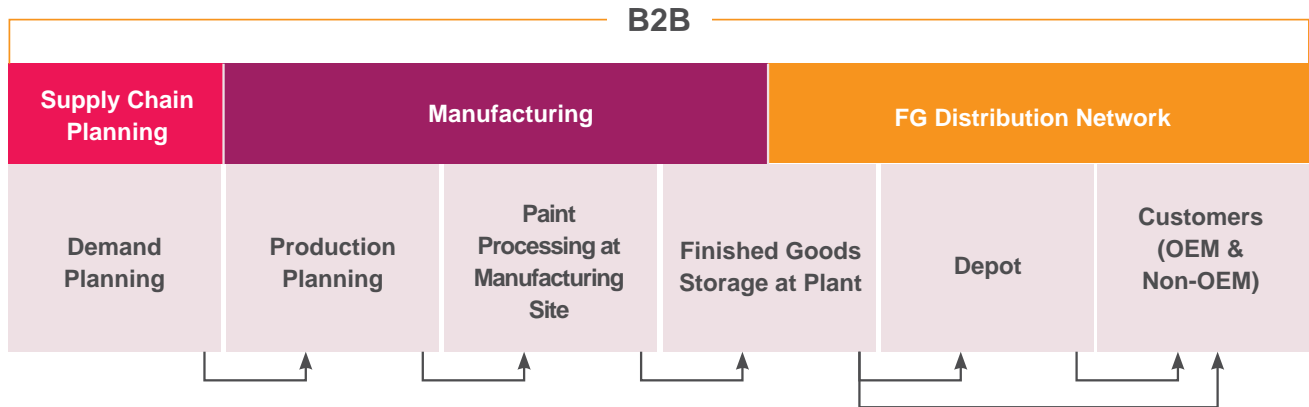 B2B
Supply Chain
Planning
Manufacturing
FG Distribution Network
Demand
Planning
Production
Planning
Paint
Processing at
Manufacturing
Site
Finished Goods
Storage at Plant
Depot
Customers
(OEM &
Non-OEM)